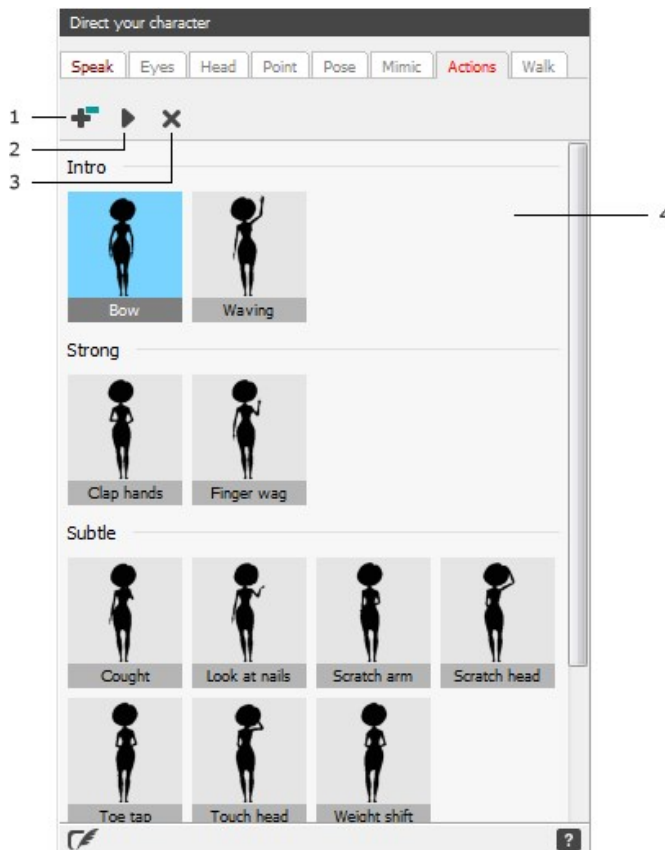 Direct your character
Speak Eyes Head Point Pose Mimic Actions Walk
1
2
3
Intro
4
Bow Waving
Strong
Clap hands Finger wag
Subtle
Cought Look at nails Scratch arm Scratch head
Toe tap Touch head Weight shift
?